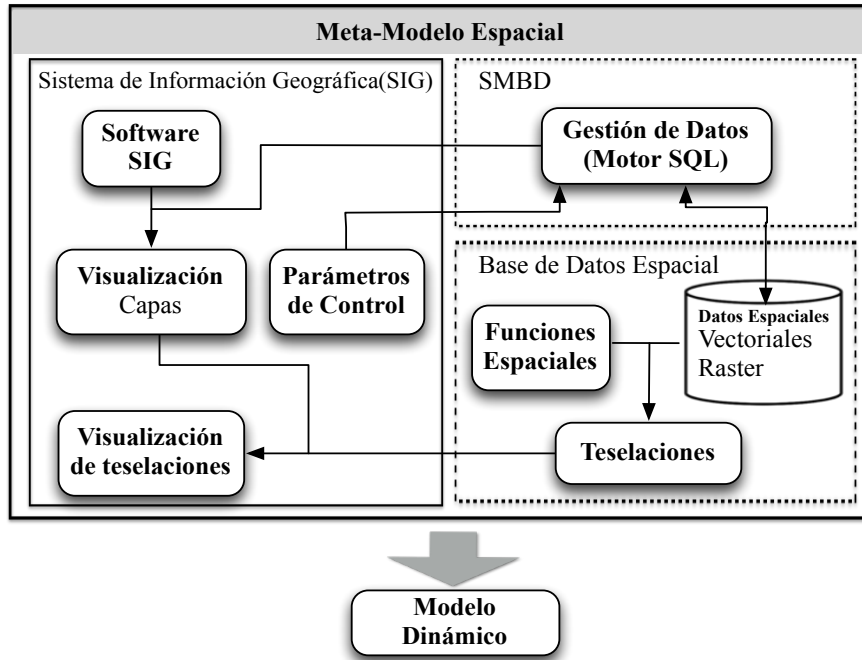 Meta-Modelo Espacial
Sistema de Información Geográfica(SIG)
Software
SIG
Visualización
Capas
Parámetros
de Control
Visualización
de teselaciones
SMBD
Gestión de Datos
(Motor SQL)
Base de Datos Espacial
Funciones
Espaciales
Datos Espaciales
Vectoriales
Raster
Teselaciones
Modelo
Dinámico